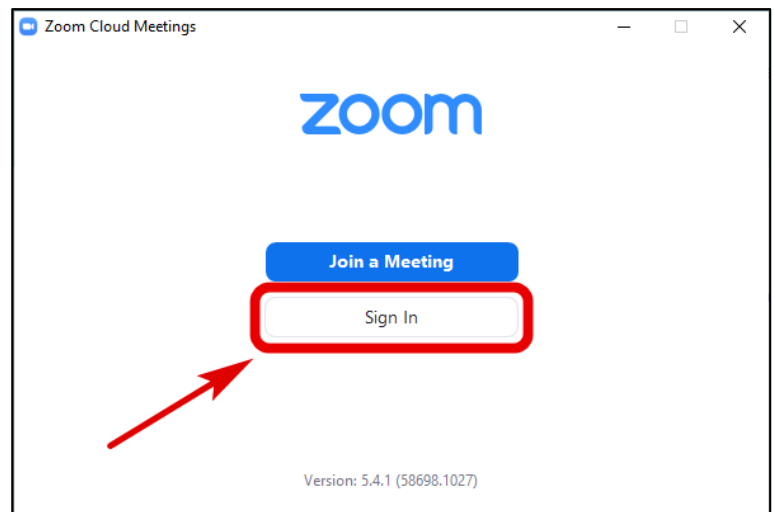 Zoom Cloud Meetings
zoom
Join a Meeting
Sign In
Version: 5.4.1 (58698.1027)